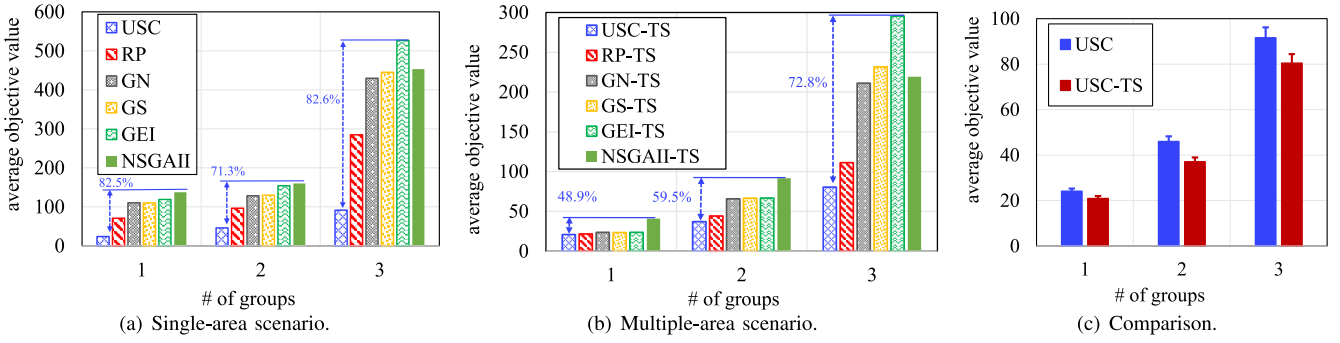 average objective value
600
500
400
300
200
100
0
USC
RP
GN
GS
GEI
NSGAII
82.5%
71.3%
82.6%
1 2 3
# of groups
(a) Single-area scenario.
average objective value
300
250
200
150
100
50
0
USC-TS
RP-TS
GN-TS
GS-TS
GEI-TS
NSGAII-TS
48.9%
59.5%
72.8%
1 2 3
# of groups
(b) Multiple-area scenario.
average objective value
100
80
60
40
20
0
USC
USC-TS
1 2 3
# of groups
(c) Comparison.